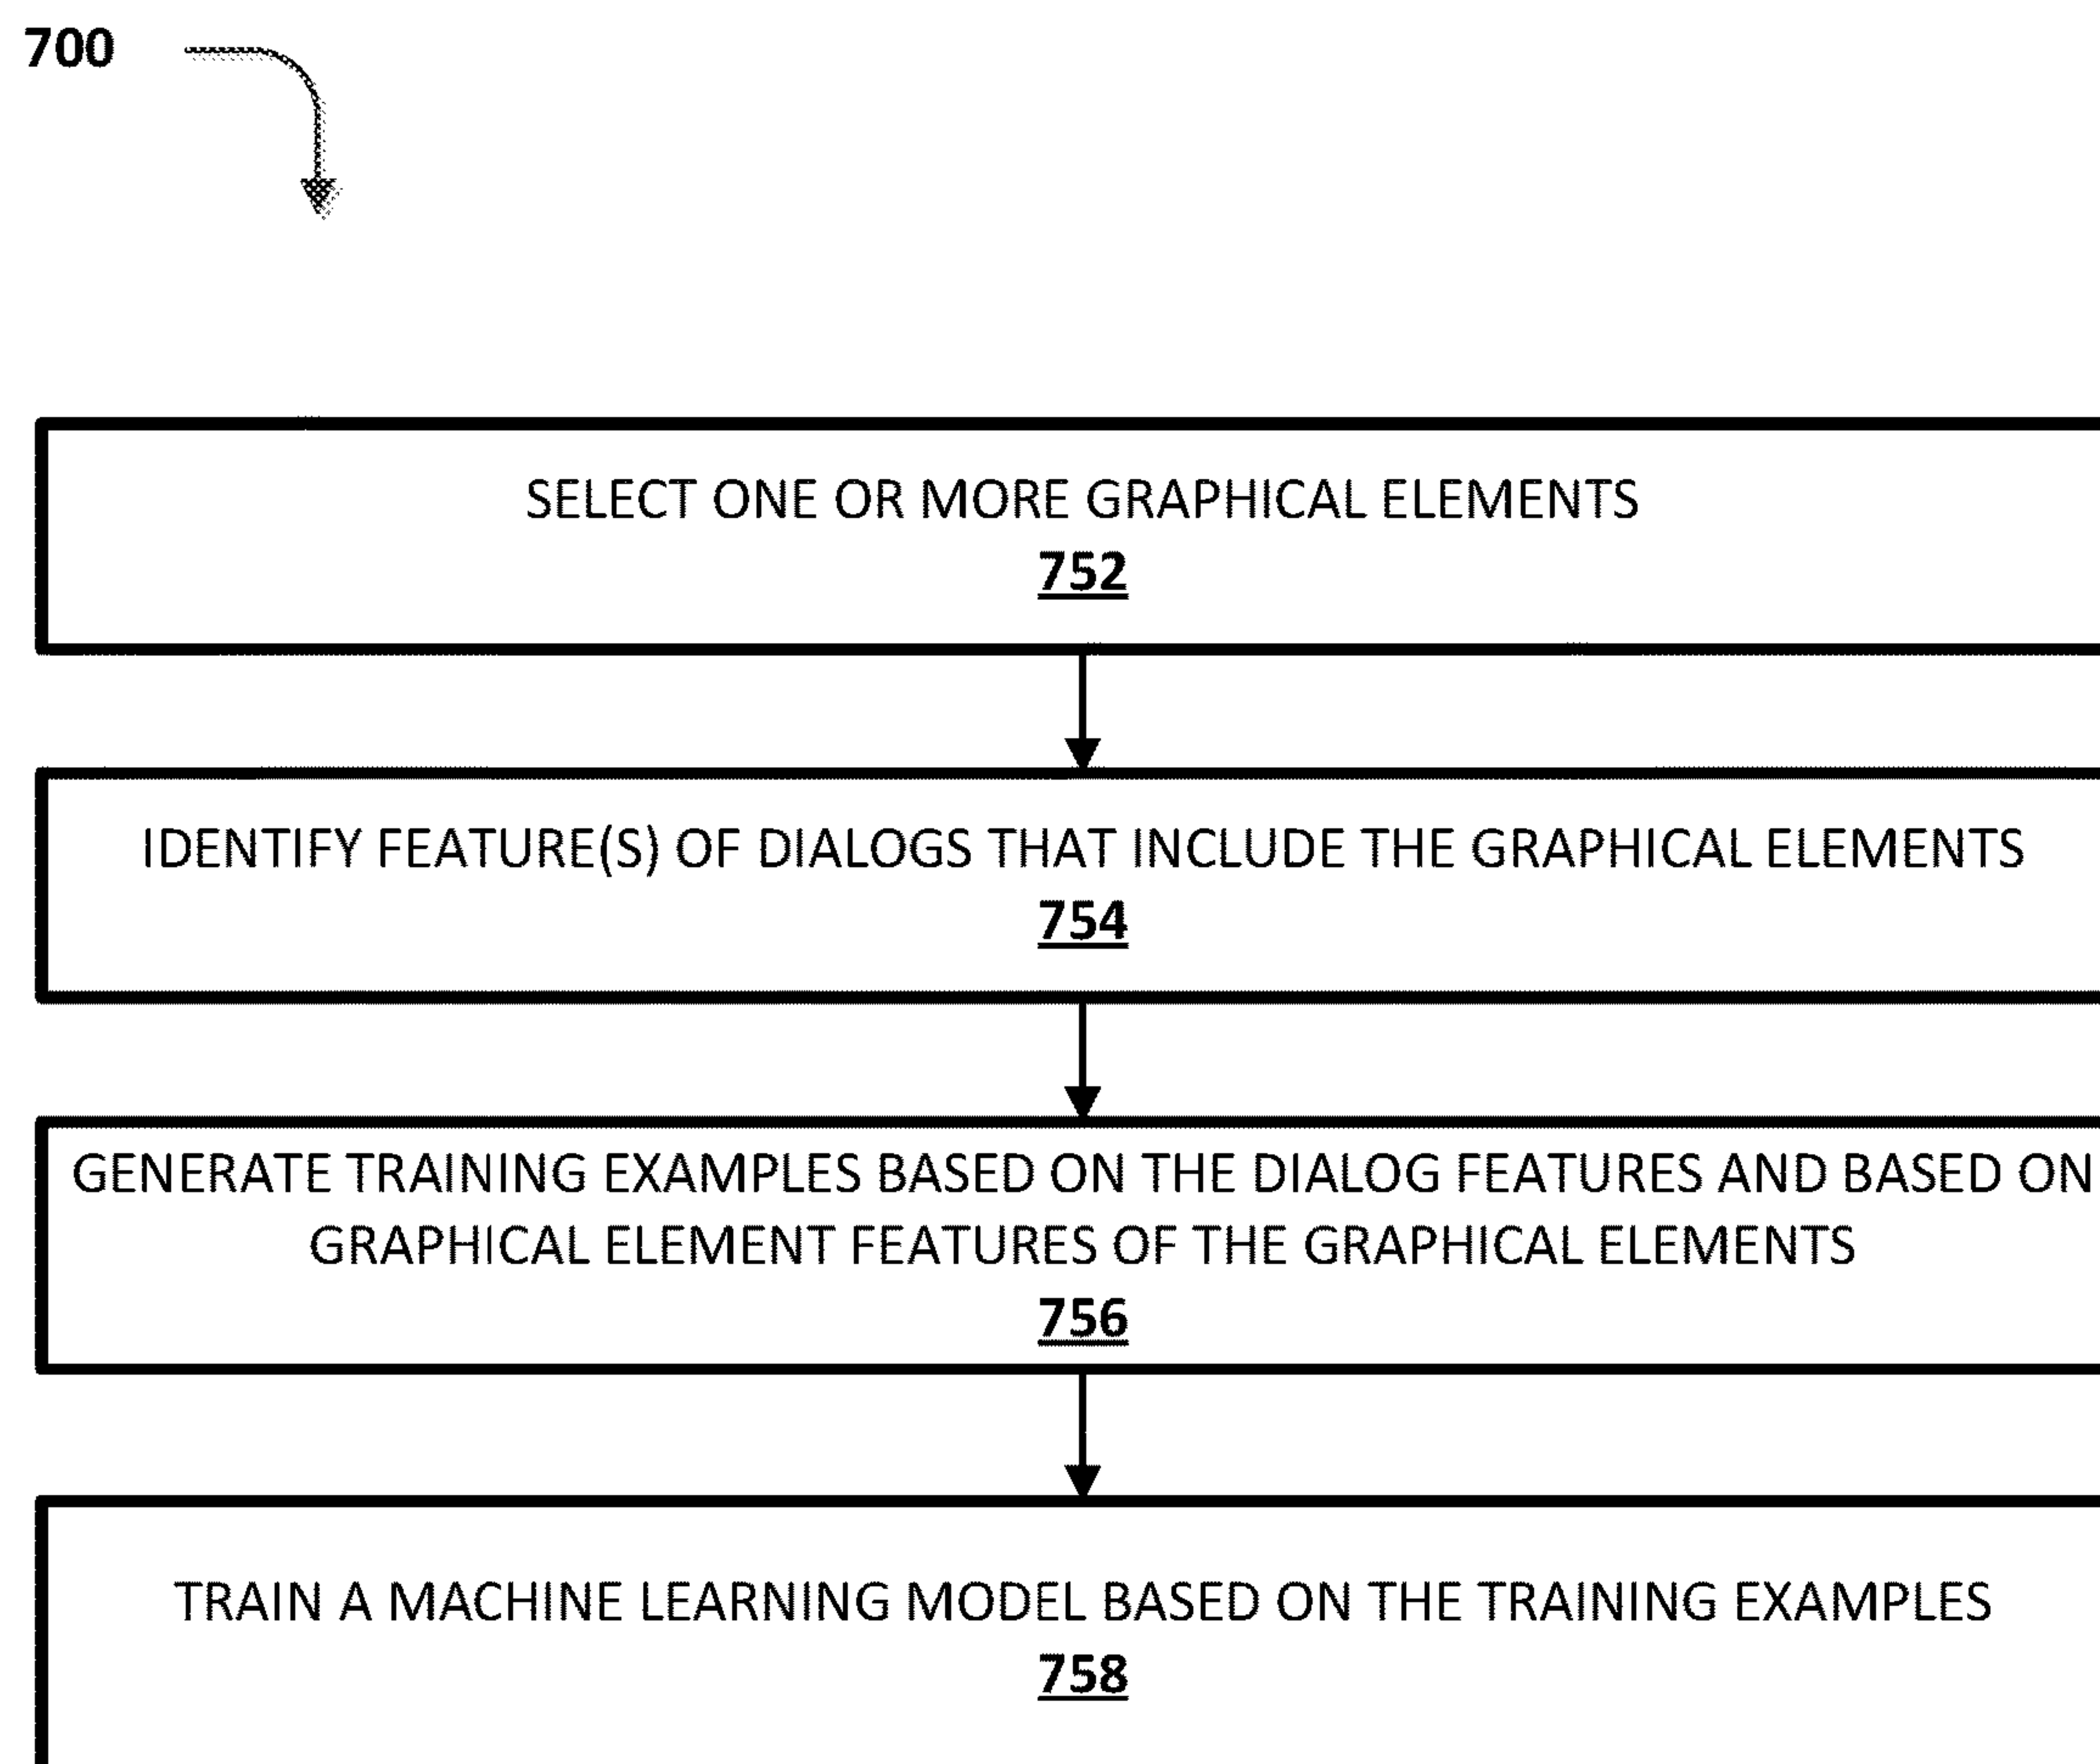 700
SELECT ONE OR MORE GRAPHICAL ELEMENTS
752
IDENTIFY FEATURE(S) OF DIALOGS THAT INCLUDE THE GRAPHICAL ELEMENTS
754
GENERATE TRAINING EXAMPLES BASED ON THE DIALOG FEATURES AND BASED ON
GRAPHICAL ELEMENT FEATURES OF THE GRAPHICAL ELEMENTS
756
TRAIN A MACHINE LEARNING MODEL BASED ON THE TRAINING EXAMPLES
758